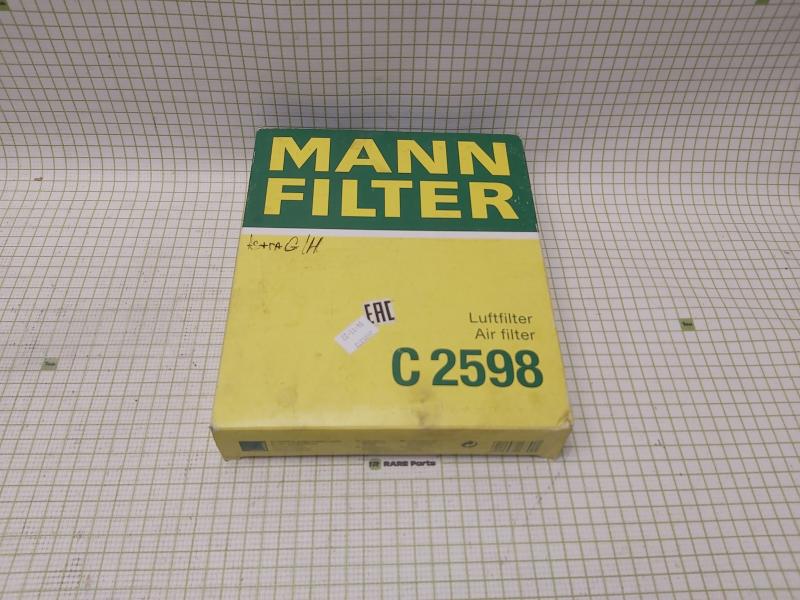 MANN
FILTER
G/H
EAC
Luftfilter
Air filter
C 2598
RARE Parts